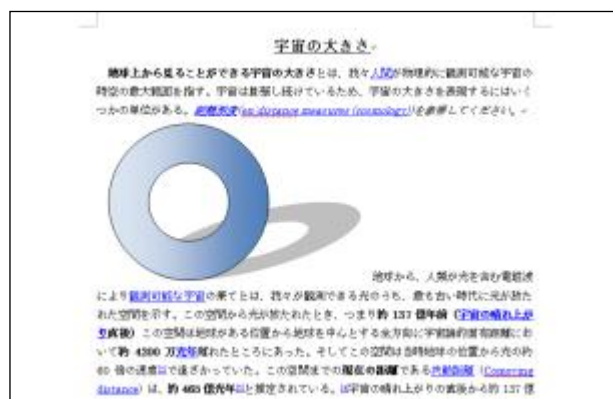 宇宙の大きさ
地球上から見ることができる宇宙の大きさとは、我々人間が物理的に観測可能な宇宙の
時空の最大範囲を指す。宇宙は膨張し続けているため、宇宙の大きさを表現するにはいく
つかの単位がある。距離測度(en:distance measures (cosmology))を参照してください。
地球から、人類が光を含む電磁波
により観測可能な宇宙の果てとは、我々が観測できる光のうち、最も古い時代に光が放た
れた空間を示す。この空間から光が放たれたとき、つまり約 137 億年前（宇宙の晴れ上が
り直後）この空間は地球がある位置から地球を中心とする全方向に宇宙論的固有距離にお
いて約 4200 万光年離れたところにあった。そしてこの空間は当時地球の位置から光の約
60 倍の速度で遠ざかっていた。この空間までの現在の距離である共動距離（Comoving
distance）は、約 465 億光年と推定されている。宇宙の晴れ上がりの直後から約 137 億